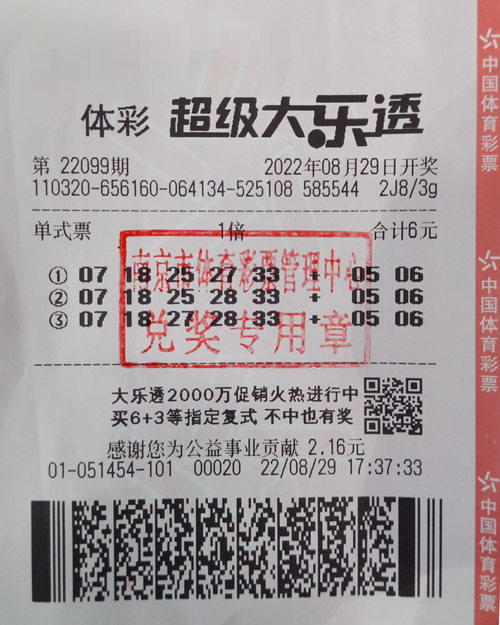 体彩 超级大乐透
第 22099期 2022年08月29日开奖
110320-656160-064134-525108 585544 2J8/3g
单式票 1倍 合计6元
① 07 18 25 27 33 + 05 06
② 07 18 25 28 33 + 05 06
③ 07 18 27 28 33 + 05 06
南京市体育彩票管理中心
兑奖专用章
大乐透2000万促销火热进行中
买6+3等指定复式 不中也有奖
感谢您为公益事业贡献 2.16元
01-051454-101 00020 22/08/29 17:37:33
中国体育彩票
中国体育彩票
中国体育彩票